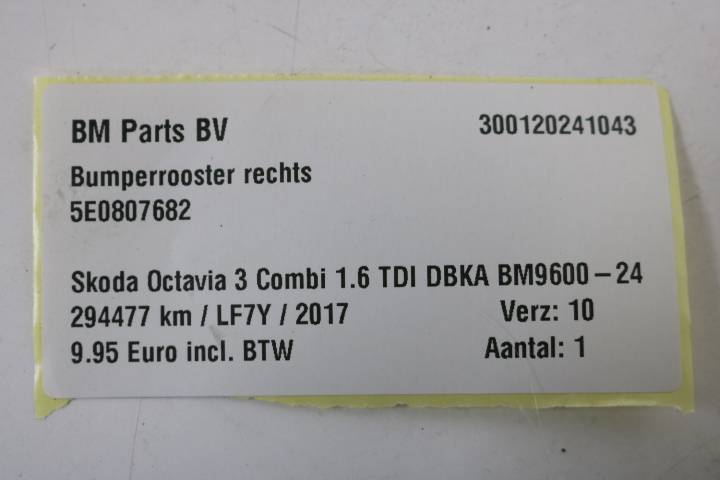 BM Parts BV 300120241043
Bumperrooster rechts
5E0807682
Skoda Octavia 3 Combi 1.6 TDI DBKA BM9600-24
294477 km / LF7Y / 2017 Verz: 10
9.95 Euro incl. BTW Aantal: 1